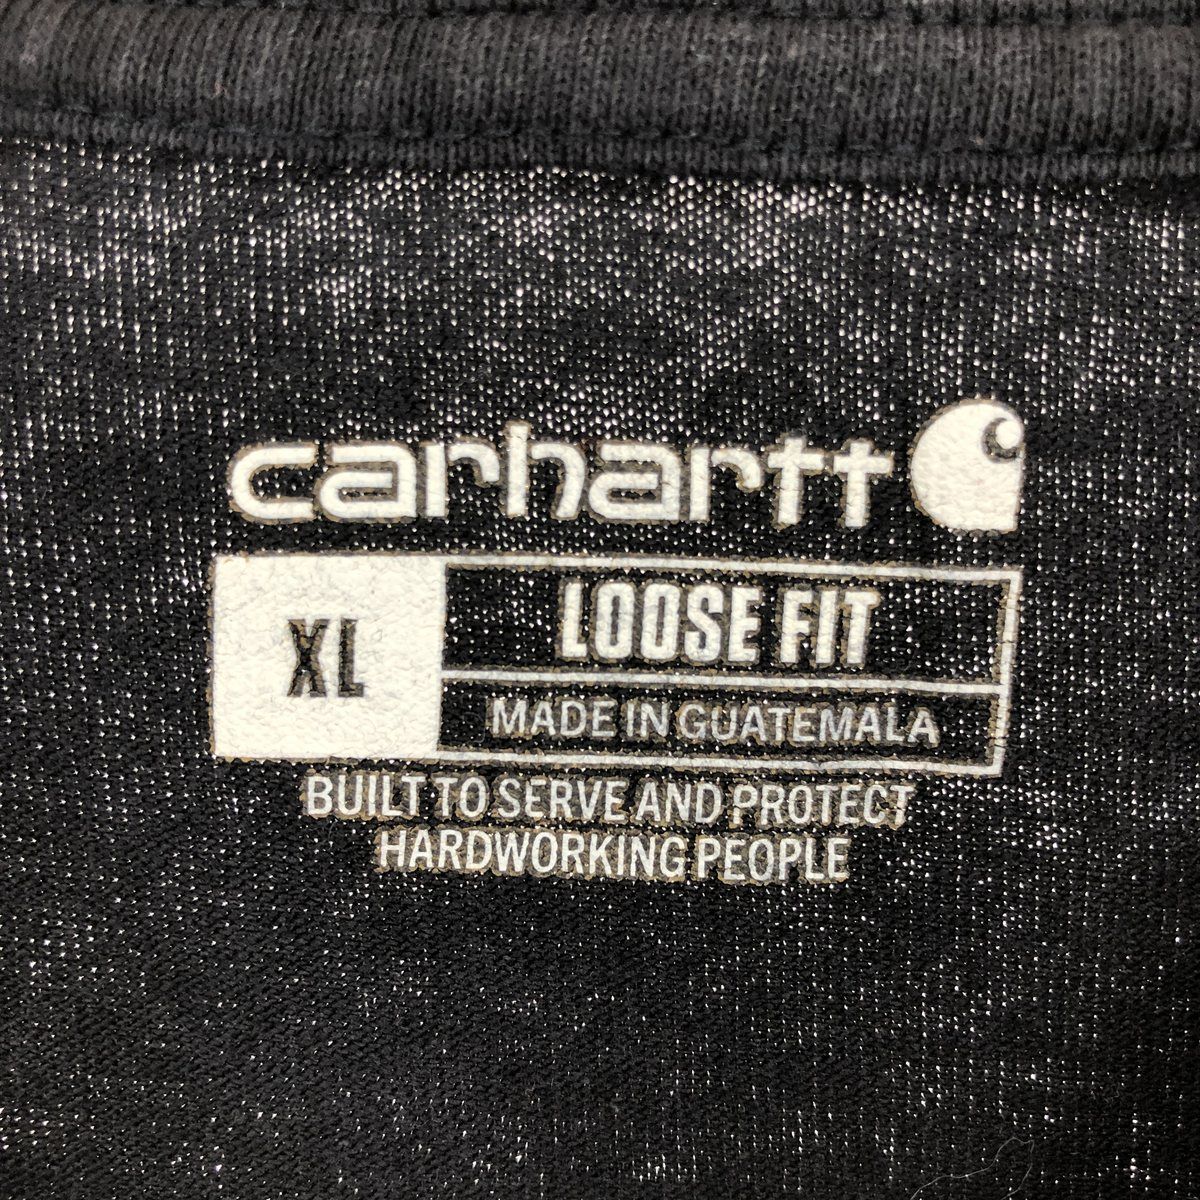 carhartt
XL
LOOSE FIT
MADE IN GUATEMALA
BUILT TO SERVE AND PROTECT
HARDWORKING PEOPLE